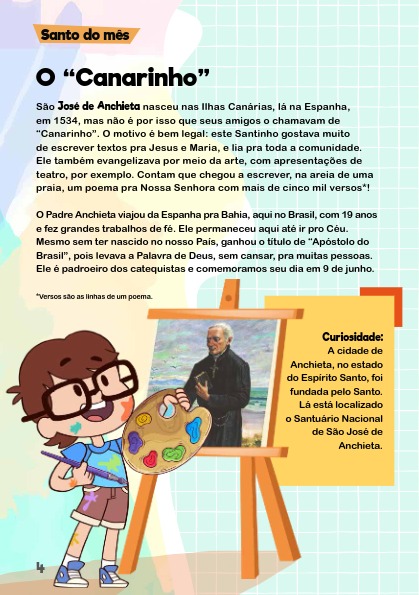 Santo do mês
O “Canarinho”
São José de Anchieta nasceu nas Ilhas Canárias, lá na Espanha,
em 1534, mas não é por isso que seus amigos o chamavam de
“Canarinho”. O motivo é bem legal: este Santinho gostava muito
de escrever textos pra Jesus e Maria, e lia pra toda a comunidade.
Ele também evangelizava por meio da arte, com apresentações de
teatro, por exemplo. Contam que chegou a escrever, na areia de uma
praia, um poema pra Nossa Senhora com mais de cinco mil versos*!
O Padre Anchieta viajou da Espanha pra Bahia, aqui no Brasil, com 19 anos
e fez grandes trabalhos de fé. Ele permaneceu aqui até ir pro Céu.
Mesmo sem ter nascido no nosso País, ganhou o título de “Apóstolo do
Brasil”, pois levava a Palavra de Deus, sem cansar, pra muitas pessoas.
Ele é padroeiro dos catequistas e comemoramos seu dia em 9 de junho.
*Versos são as linhas de um poema.
Curiosidade:
A cidade de
Anchieta, no estado
do Espírito Santo, foi
fundada pelo Santo.
Lá está localizado
o Santuário Nacional
de São José de
Anchieta.
4